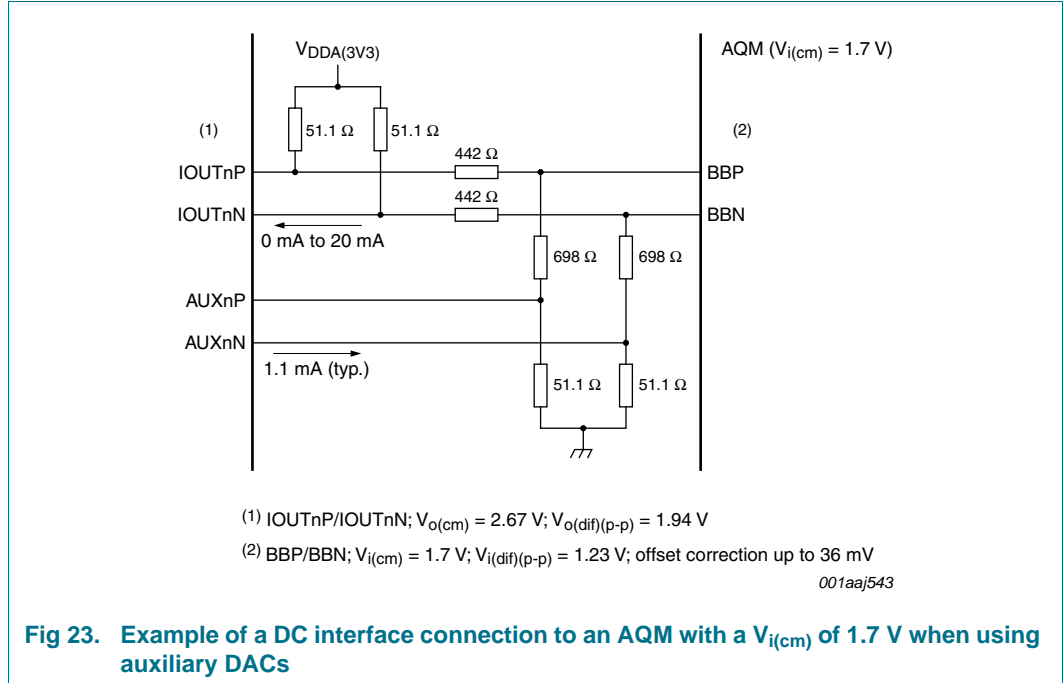 VDDA(3V3)
AQM (Vi(cm) = 1.7 V)
(1)
51.1 Ω
51.1 Ω
(2)
442 Ω
IOUTnP
BBP
442 Ω
IOUTnN
BBN
0 mA to 20 mA
698 Ω
698 Ω
AUXnP
AUXnN
1.1 mA (typ.)
51.1 Ω
51.1 Ω
(1) IOUTnP/IOUTnN; Vo(cm) = 2.67 V; Vo(dif)(p-p) = 1.94 V
(2) BBP/BBN; Vi(cm) = 1.7 V; Vi(dif)(p-p) = 1.23 V; offset correction up to 36 mV
001aaj543
Fig 23. Example of a DC interface connection to an AQM with a Vi(cm) of 1.7 V when using
auxiliary DACs